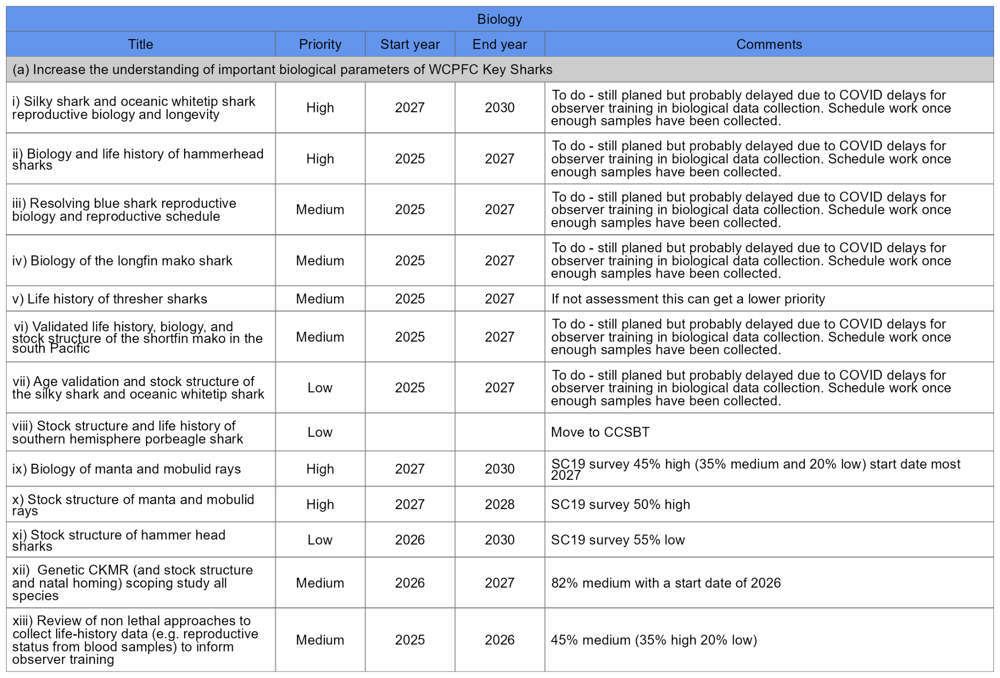 Biology
Title Priority Start year End year Comments
(a) Increase the understanding of important biological parameters of WCPFC Key Sharks
i) Silky shark and oceanic whitetip shark
reproductive biology and longevity
High
2027
2030
To do - still planed but probably delayed due to COVID delays for
observer training in biological data collection. Schedule work once
enough samples have been collected.
ii) Biology and life history of hammerhead
sharks
High
2025
2027
To do - still planed but probably delayed due to COVID delays for
observer training in biological data collection. Schedule work once
enough samples have been collected.
iii) Resolving blue shark reproductive
biology and reproductive schedule
Medium
2025
2027
To do - still planed but probably delayed due to COVID delays for
observer training in biological data collection. Schedule work once
enough samples have been collected.
iv) Biology of the longfin mako shark
Medium
2025
2027
To do - still planed but probably delayed due to COVID delays for
observer training in biological data collection. Schedule work once
enough samples have been collected.
v) Life history of thresher sharks
Medium
2025
2027
If not assessment this can get a lower priority
vi) Validated life history, biology, and
stock structure of the shortfin mako in the
south Pacific
Medium
2025
2027
To do - still planed but probably delayed due to COVID delays for
observer training in biological data collection. Schedule work once
enough samples have been collected.
vii) Age validation and stock structure of
the silky shark and oceanic whitetip shark
Low
2025
2027
To do - still planed but probably delayed due to COVID delays for
observer training in biological data collection. Schedule work once
enough samples have been collected.
viii) Stock structure and life history of
southern hemisphere porbeagle shark
Low
Move to CCSBT
ix) Biology of manta and mobulid rays
High
2027
2030
SC19 survey 45% high (35% medium and 20% low) start date most
2027
x) Stock structure of manta and mobulid
rays
High
2027
2028
SC19 survey 50% high
xi) Stock structure of hammer head
sharks
Low
2026
2030
SC19 survey 55% low
xii) Genetic CKMR (and stock structure
and natal homing) scoping study all
species
Medium
2026
2027
82% medium with a start date of 2026
xiii) Review of non lethal approaches to
collect life-history data (e.g. reproductive
status from blood samples) to inform
observer training
Medium
2025
2026
45% medium (35% high 20% low)